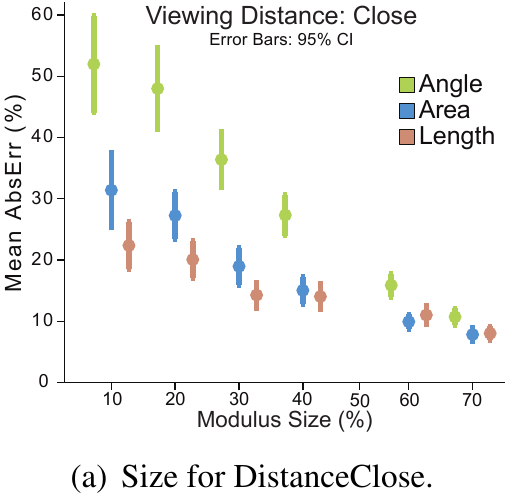 Viewing Distance: Close
Error Bars: 95% CI
Angle
Area
Length
Mean AbsErr (%)
60
50
40
30
20
10
0
10 20 30 40 50 60 70
Modulus Size (%)
(a) Size for DistanceClose.